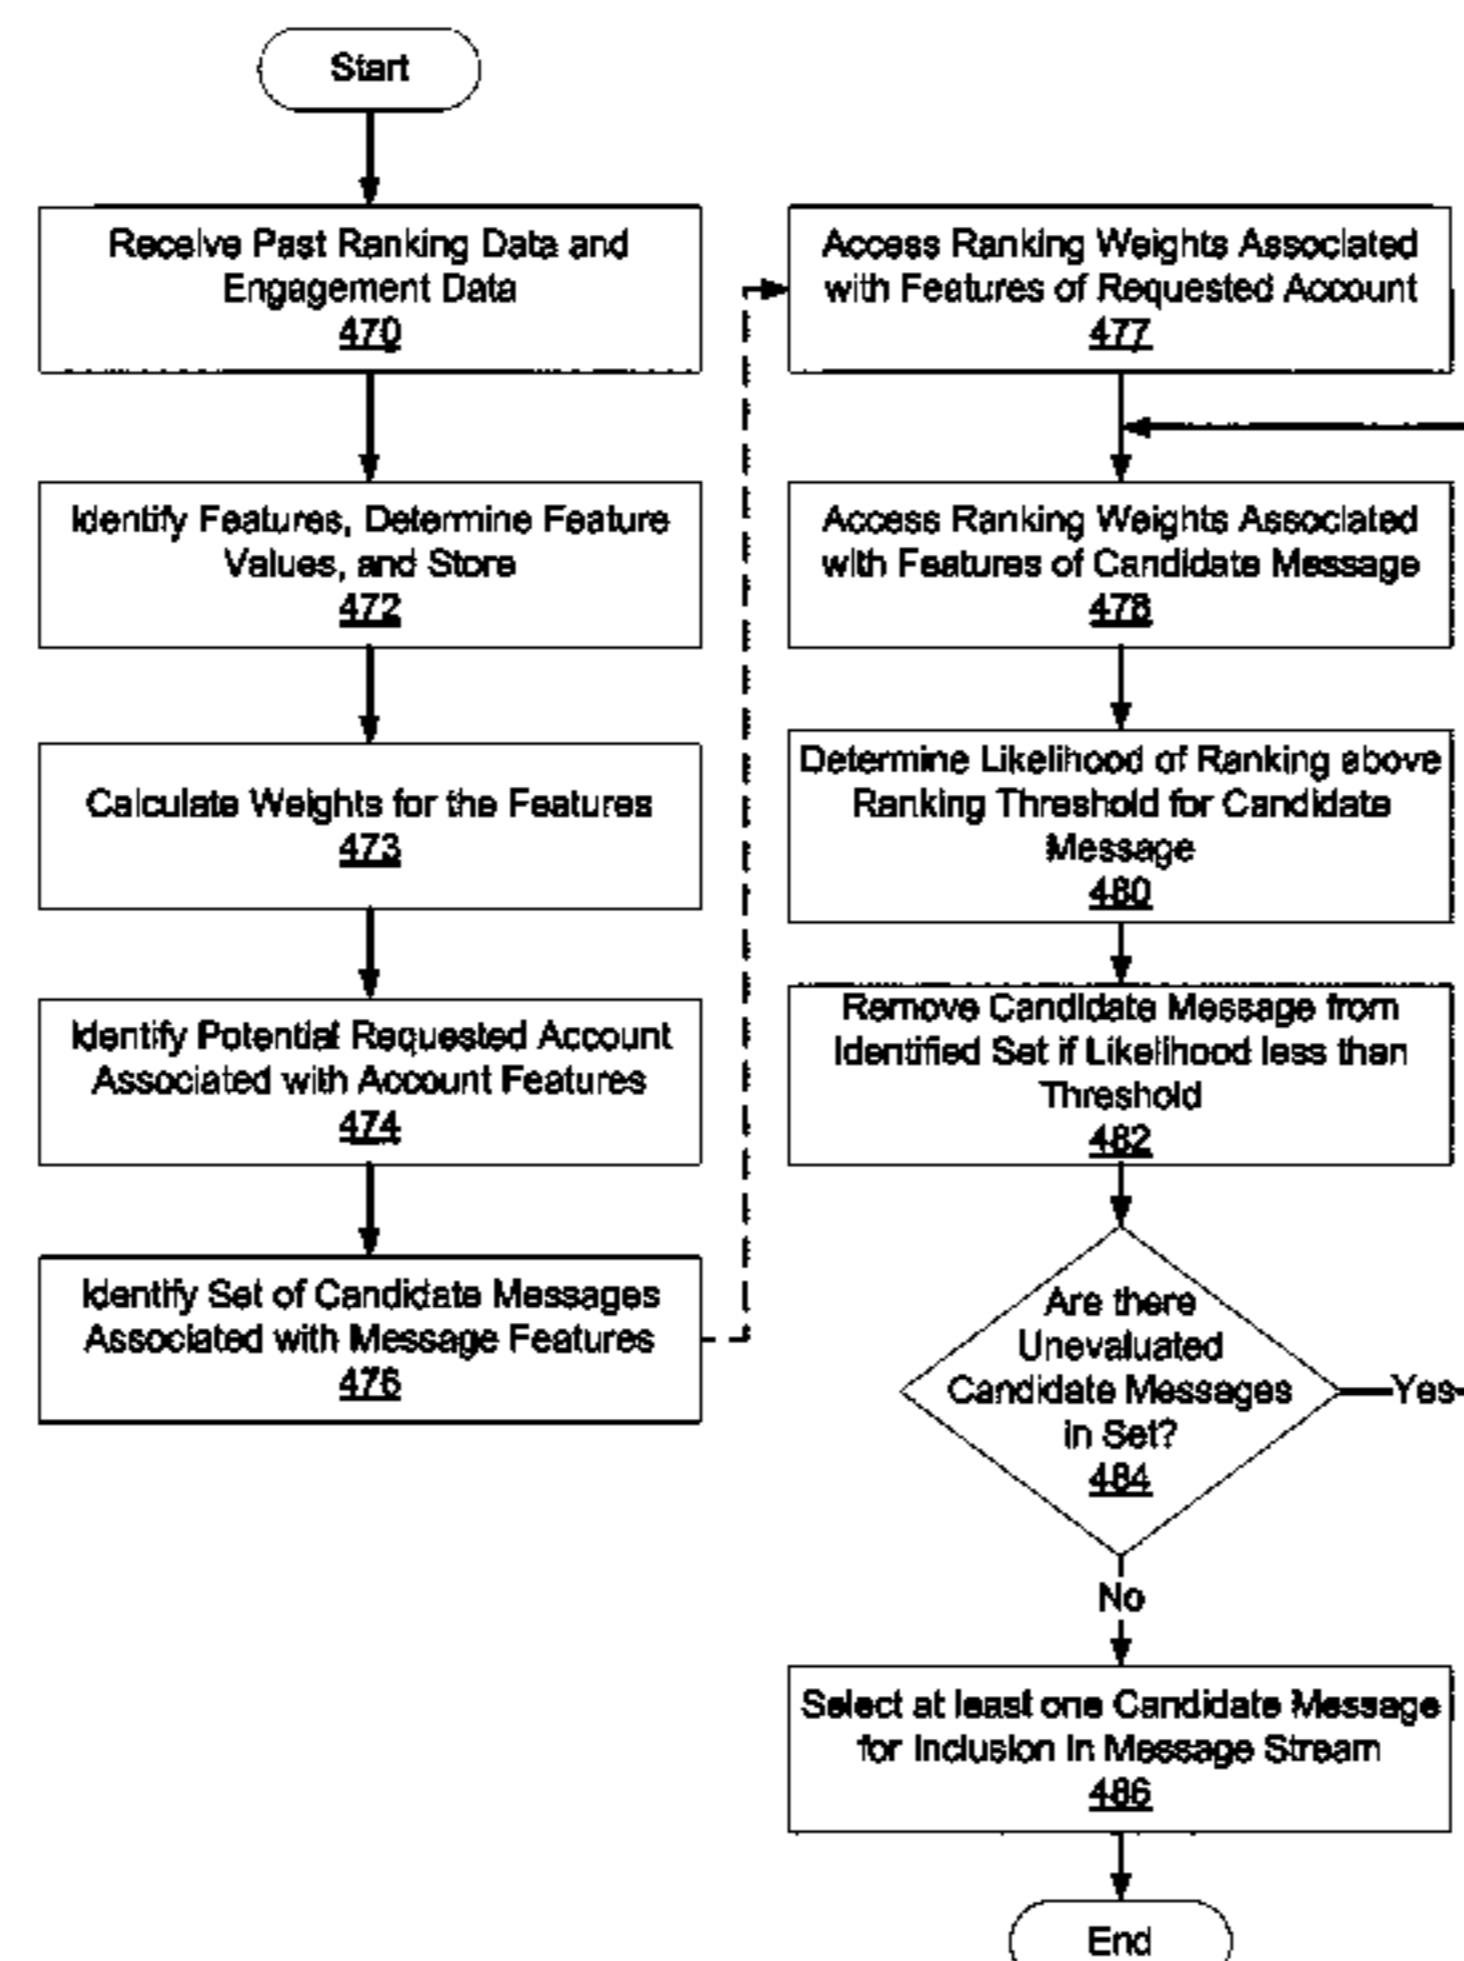 Start
Receive Past Ranking Data and
Engagement Data
470
Identify Features, Determine Feature
Values, and Store
472
Calculate Weights for the Features
473
Identify Potential Requested Account
Associated with Account Features
474
Identify Set of Candidate Messages
Associated with Message Features
476
Access Ranking Weights Associated
with Features of Requested Account
477
Access Ranking Weights Associated
with Features of Candidate Message
478
Determine Likelihood of Ranking above
Ranking Threshold for Candidate
Message
480
Remove Candidate Message from
Identified Set if Likelihood less than
Threshold
482
Are there
Unevaluated
Candidate Messages
in Set?
484
Yes
No
Select at least one Candidate Message
for Inclusion in Message Stream
486
End